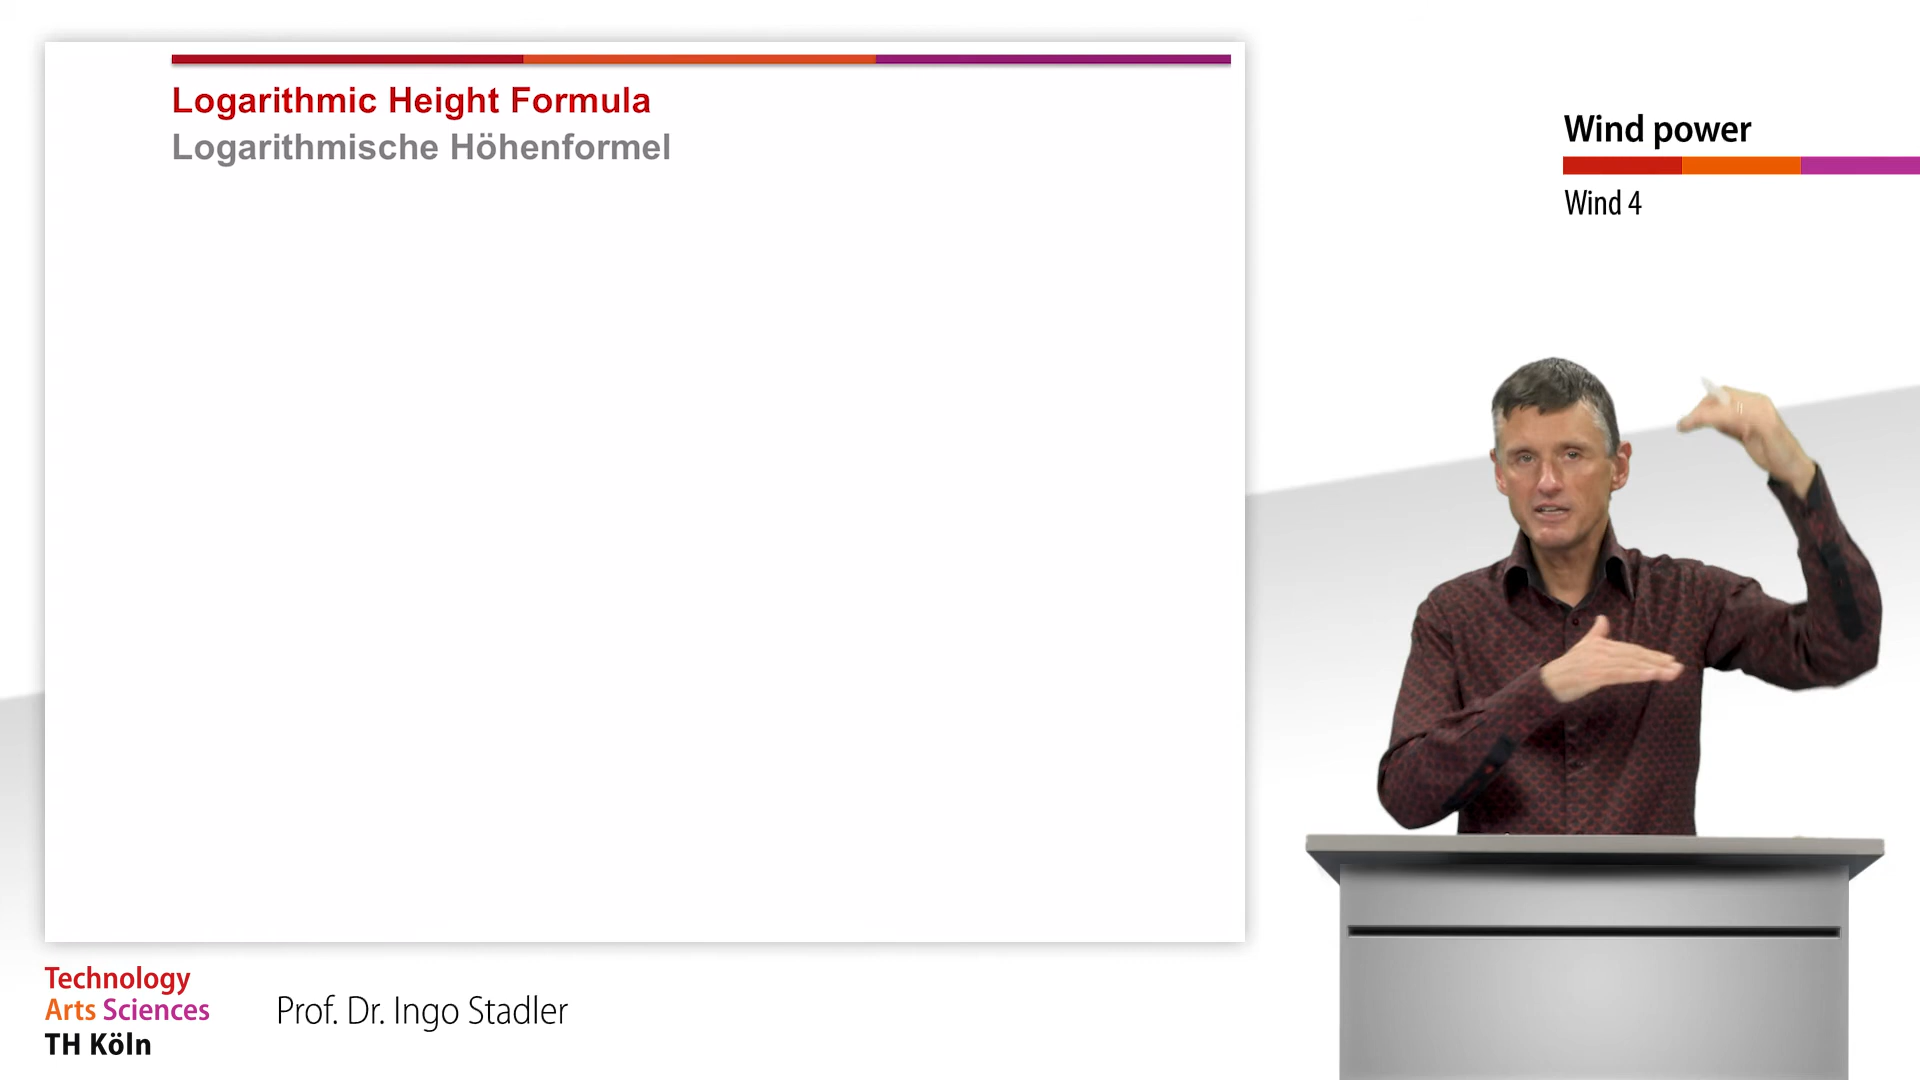 Logarithmic Height Formula
Logarithmische Höhenformel
Wind power
Wind 4
Technology
Arts Sciences
TH Köln
Prof. Dr. Ingo Stadler